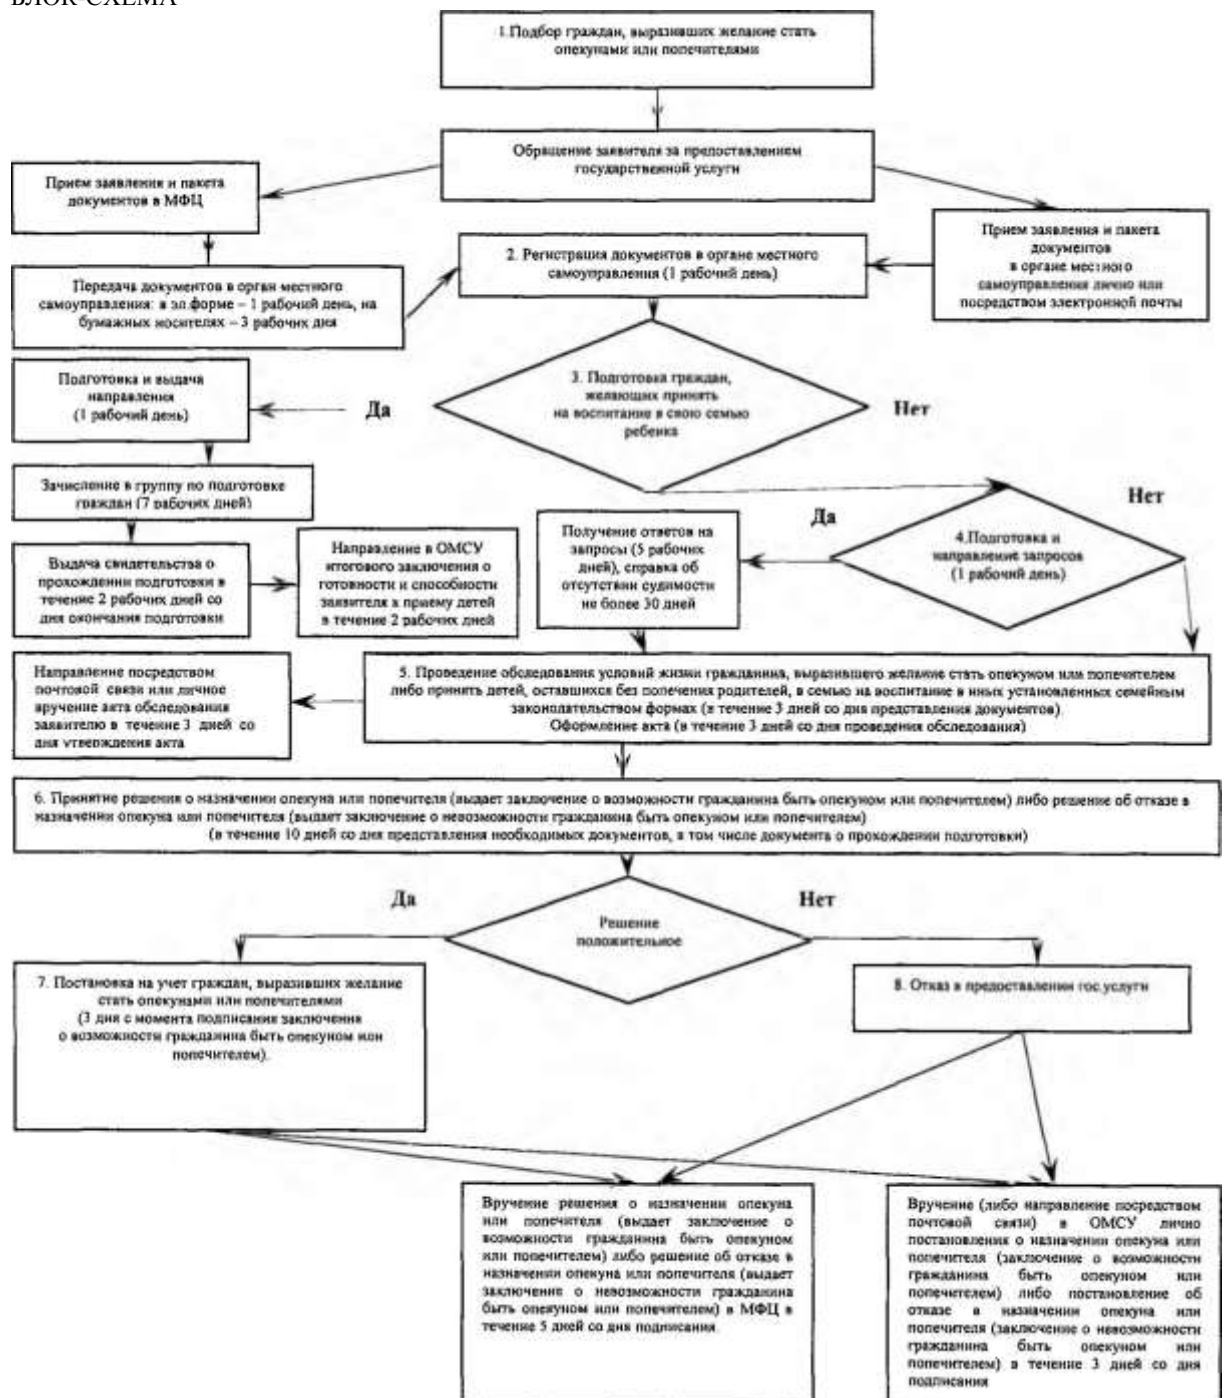 БЛОК-СХЕМА
1.Подбор граждан, выразивших желание стать
опекунами или попечителями
Обращение заявителя за предоставлением
государственной услуги
Прием заявления и пакета
документов в МФЦ
Прием заявления и пакета
документов
в органе местного
самоуправления лично или
посредством электронной почты
2. Регистрация документов в органе местного
самоуправления (1 рабочий день)
Передача документов в орган местного
самоуправления: в эл.форме – 1 рабочий день, на
бумажных носителях – 3 рабочих дня
3. Подготовка граждан,
желающих принять
на воспитание в свою семью
ребенка
Да
Нет
Подготовка и выдача
направления
(1 рабочий день)
Зачисление в группу по подготовке
граждан (7 рабочих дней)
Выдача свидетельства о
прохождении подготовки в
течение 2 рабочих дней со
дня окончания подготовки
Направление в ОМСУ
итогового заключения о
готовности и способности
заявителя к приему детей
в течение 2 рабочих дней
Получение ответов на
запросы (5 рабочих
дней), справка об
отсутствии судимости
не более 30 дней
Да
Нет
4.Подготовка и
направление запросов
(1 рабочий день)
Направление посредством
почтовой связи или личное
вручение акта обследования
заявителю в течение 3 дней со
дня утверждения акта
5. Проведение обследования условий жизни гражданина, выразившего желание стать опекуном или попечителем
либо принять детей, оставшихся без попечения родителей, в семью на воспитание в иных установленных семейным
законодательством формах (в течение 3 дней со дня представления документов).
Оформление акта (в течение 3 дней со дня проведения обследования)
6. Принятие решения о назначении опекуна или попечителя (выдает заключение о возможности гражданина быть опекуном или попечителем) либо решение об отказе в
назначении опекуна или попечителя (выдает заключение о невозможности гражданина быть опекуном или попечителем)
(в течение 10 дней со дня представления необходимых документов, в том числе документа о прохождении подготовки)
Да
Нет
Решение
положительное
7. Постановка на учет граждан, выразивших желание
стать опекунами или попечителями
(3 дня с момента подписания заключения
о возможности гражданина быть опекуном или
попечителем).
8. Отказ в предоставлении гос.услуги
Вручение решения о назначении опекуна
или попечителя (выдает заключение о
возможности гражданина быть опекуном
или попечителем) либо решение об отказе в
назначении опекуна или попечителя (выдает
заключение о невозможности гражданина
быть опекуном или попечителем) в МФЦ в
течение 5 дней со дня подписания
Вручение (либо направление посредством
почтовой связи) в ОМСУ лично
постановления о назначении опекуна или
попечителя (заключение о возможности
гражданина быть опекуном или
попечителем) либо постановление об
отказе в назначении опекуна или
попечителя (заключение о невозможности
гражданина быть опекуном или
попечителем) в течение 3 дней со дня
подписания